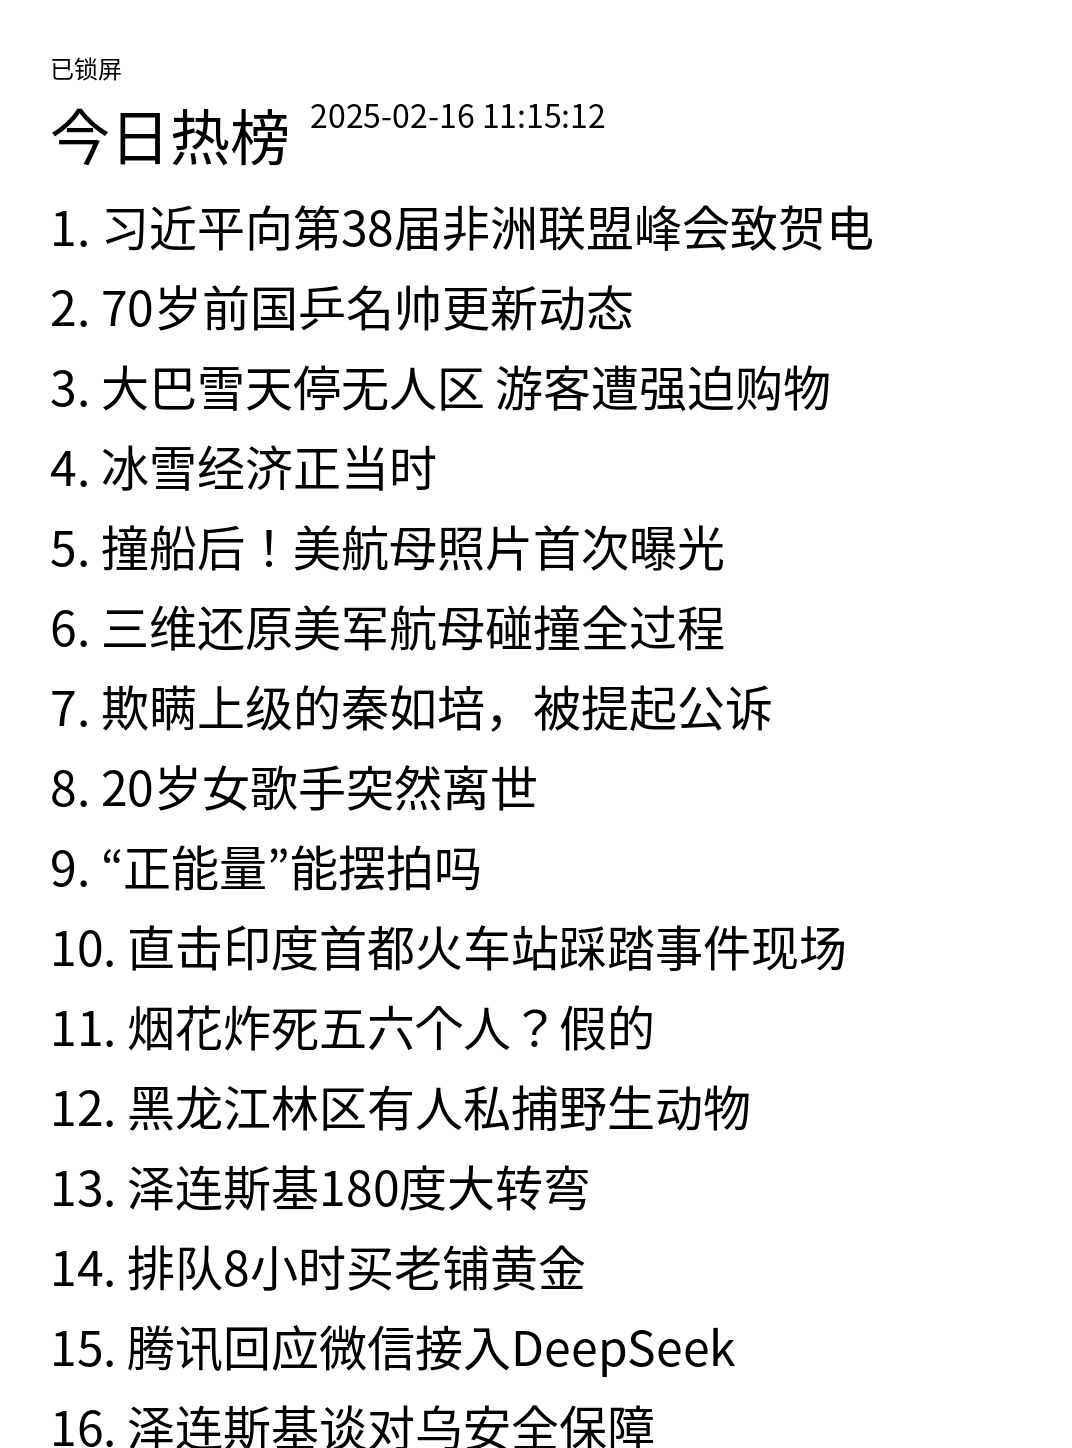 已锁屏
今日热榜 2025-02-16 11:15:12
1. 习近平向第38届非洲联盟峰会致贺电
2. 70岁前国乒名帅更新动态
3. 大巴雪天停无人区 游客遭强迫购物
4. 冰雪经济正当时
5. 撞船后！美航母照片首次曝光
6. 三维还原美军航母碰撞全过程
7. 欺瞒上级的秦如培，被提起公诉
8. 20岁女歌手突然离世
9. “正能量”能摆拍吗
10. 直击印度首都火车站踩踏事件现场
11. 烟花炸死五六个人？假的
12. 黑龙江林区有人私捕野生动物
13. 泽连斯基180度大转弯
14. 排队8小时买老铺黄金
15. 腾讯回应微信接入DeepSeek
16. 泽连斯基谈对乌安全保障